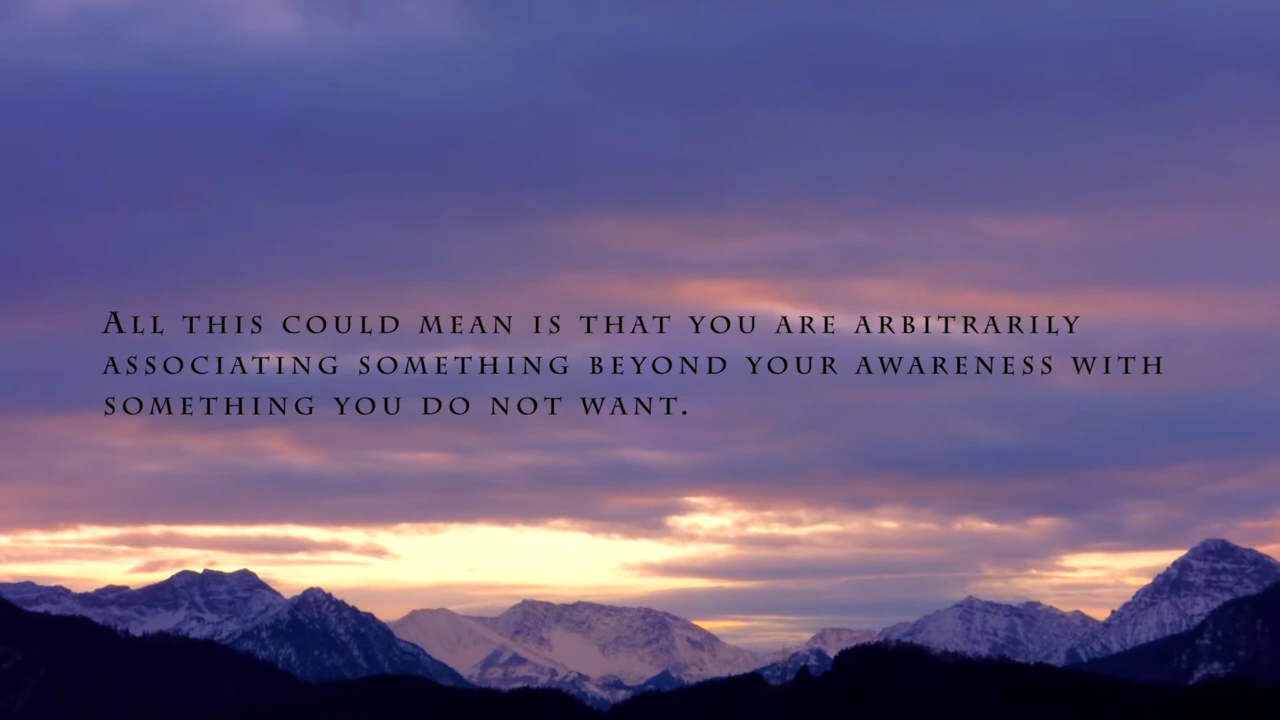 All this could mean is that you are arbitrarily
associating something beyond your awareness with
something you do not want.